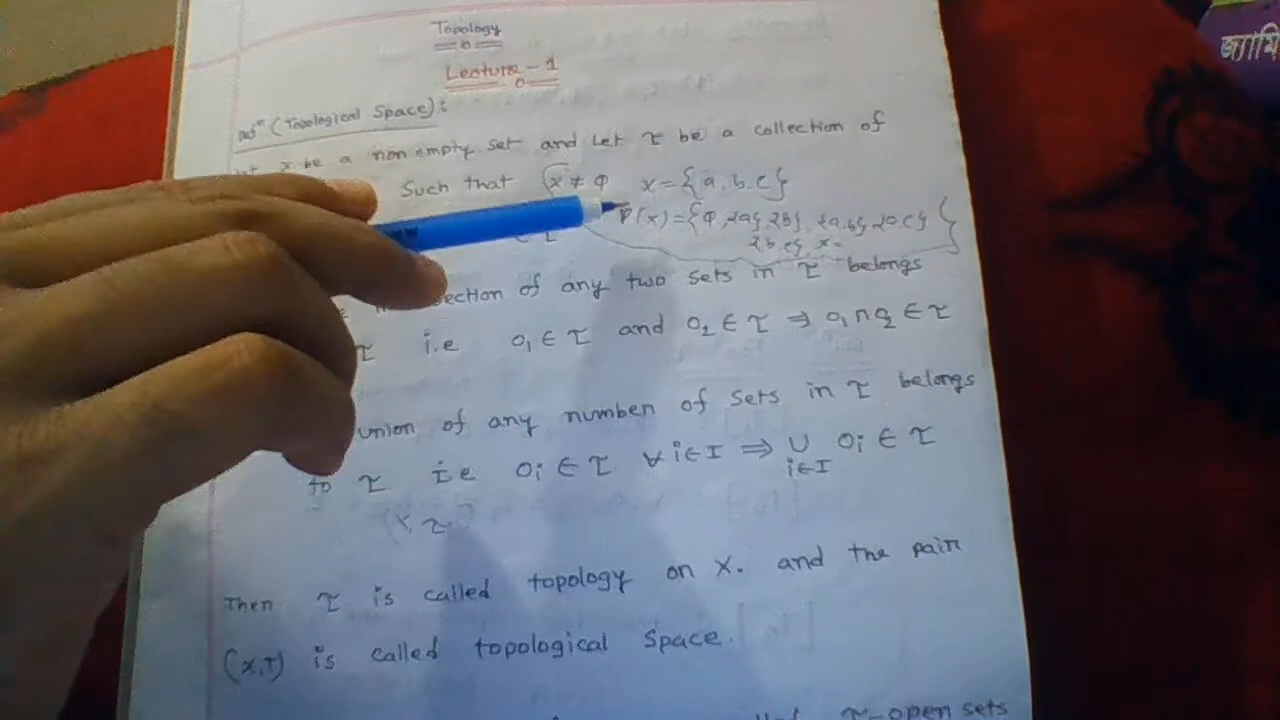 Topology
Lecture - 1
(Topological Space):
X be a non empty set and Let τ be a collection of
Such that X ≠ φ X = {a, b, c}
P(x) = {φ, {a}, {b}, {a,b}, {a,c}
{b,c}, x
of any two sets in τ belongs
τ i.e O₁ ∈ τ and O₂ ∈ τ ⇒ O₁ ∩ O₂ ∈ τ
union of any number of sets in τ belongs
to τ i.e Oi ∈ τ ∀ i ∈ I ⇒ ∪ Oi ∈ τ
i ∈ I
(X, τ)
Then τ is called topology on X. and the pair
(X, T) is called topological Space.
τ-open sets
জ্যামি